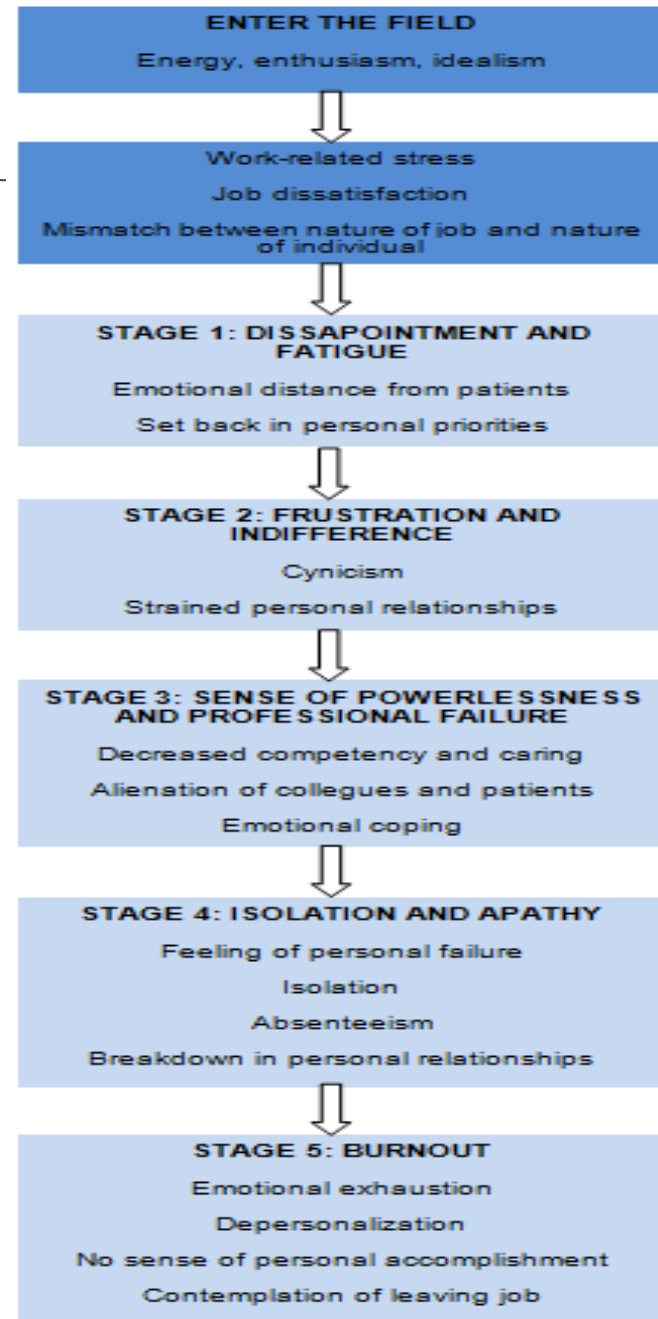 ENTER THE FIELD
Energy, enthusiasm, idealism
Work-related stress
Job dissatisfaction
Mismatch between nature of job and nature
of individual
STAGE 1: DISSAPOINTMENT AND
FATIGUE
Emotional distance from patients
Set back in personal priorities
STAGE 2: FRUSTRATION AND
INDIFFERENCE
Cynicism
Strained personal relationships
STAGE 3: SENSE OF POWERLESSNESS
AND PROFESSIONAL FAILURE
Decreased competency and caring
Alienation of collegues and patients
Emotional coping
STAGE 4: ISOLATION AND APATHY
Feeling of personal failure
Isolation
Absenteeism
Breakdown in personal relationships
STAGE 5: BURNOUT
Emotional exhaustion
Depersonalization
No sense of personal accomplishment
Contemplation of leaving job